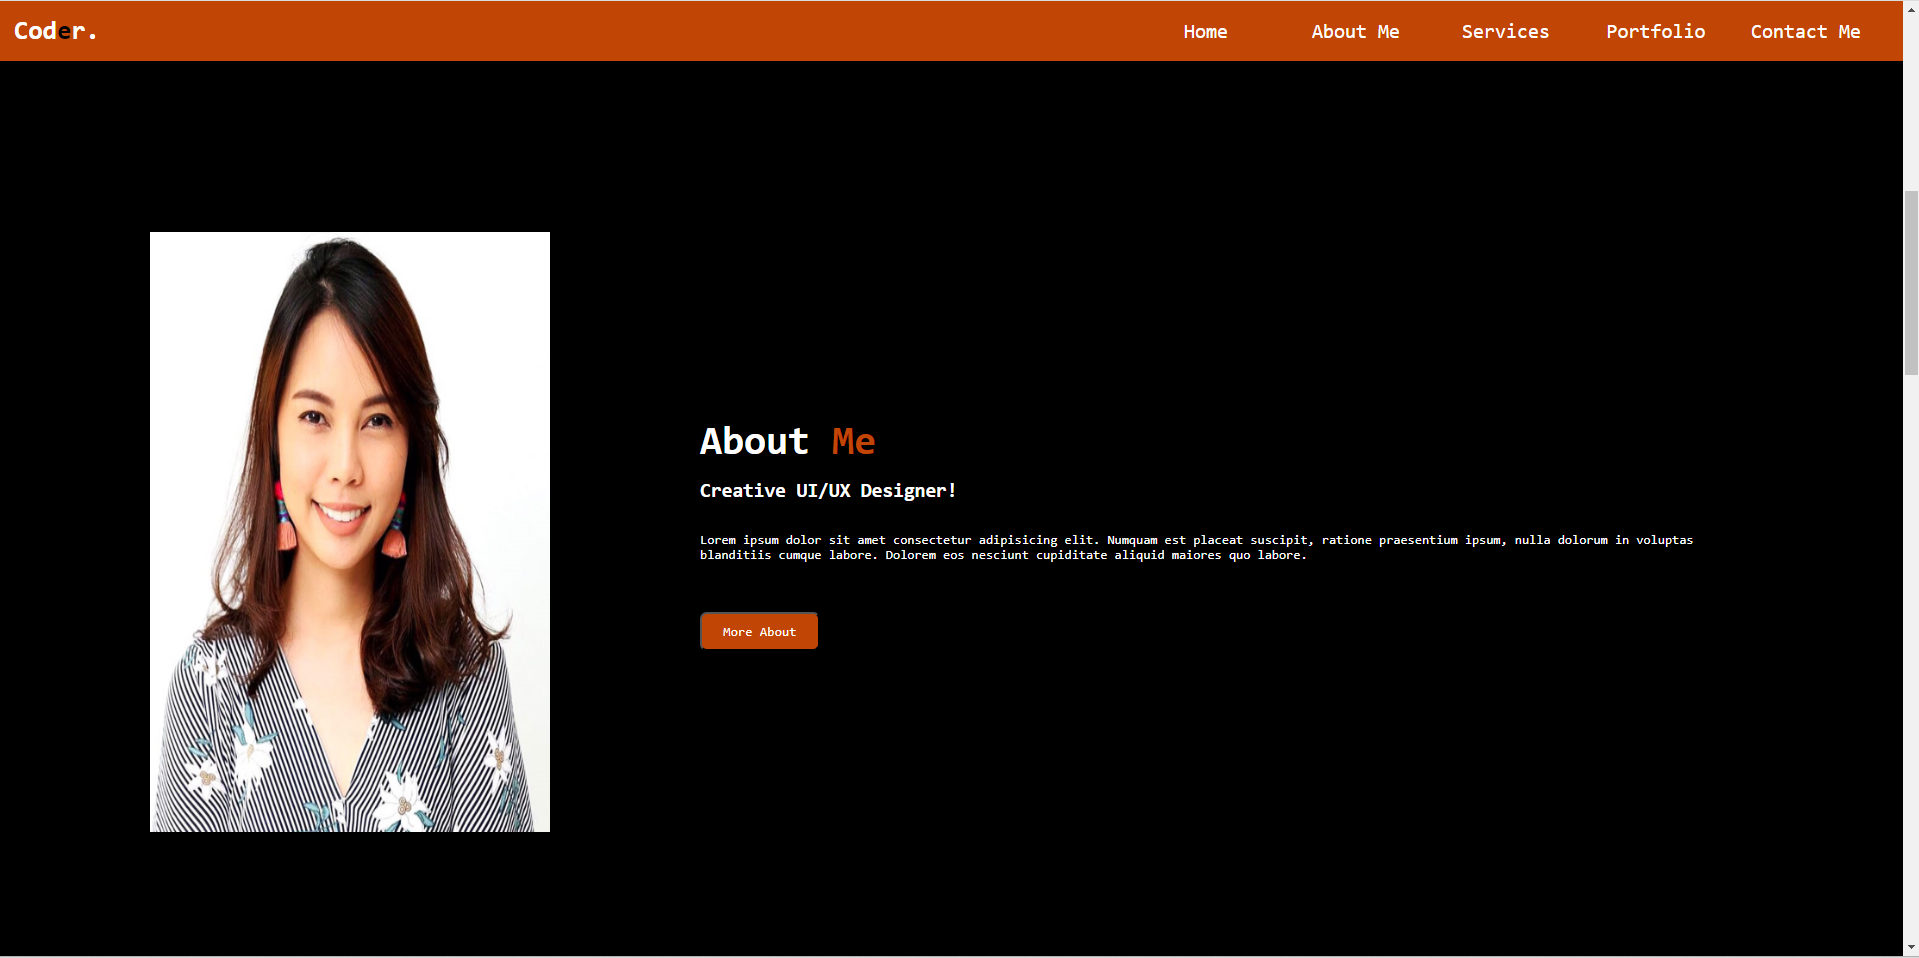 Coder.
Home About Me Services Portfolio Contact Me
About Me
Creative UI/UX Designer!
Lorem ipsum dolor sit amet consectetur adipisicing elit. Numquam est placeat suscipit, ratione praesentium ipsum, nulla dolorum in voluptas
blanditiis cumque labore. Dolorem eos nesciunt cupiditate aliquid maiores quo labore.
More About